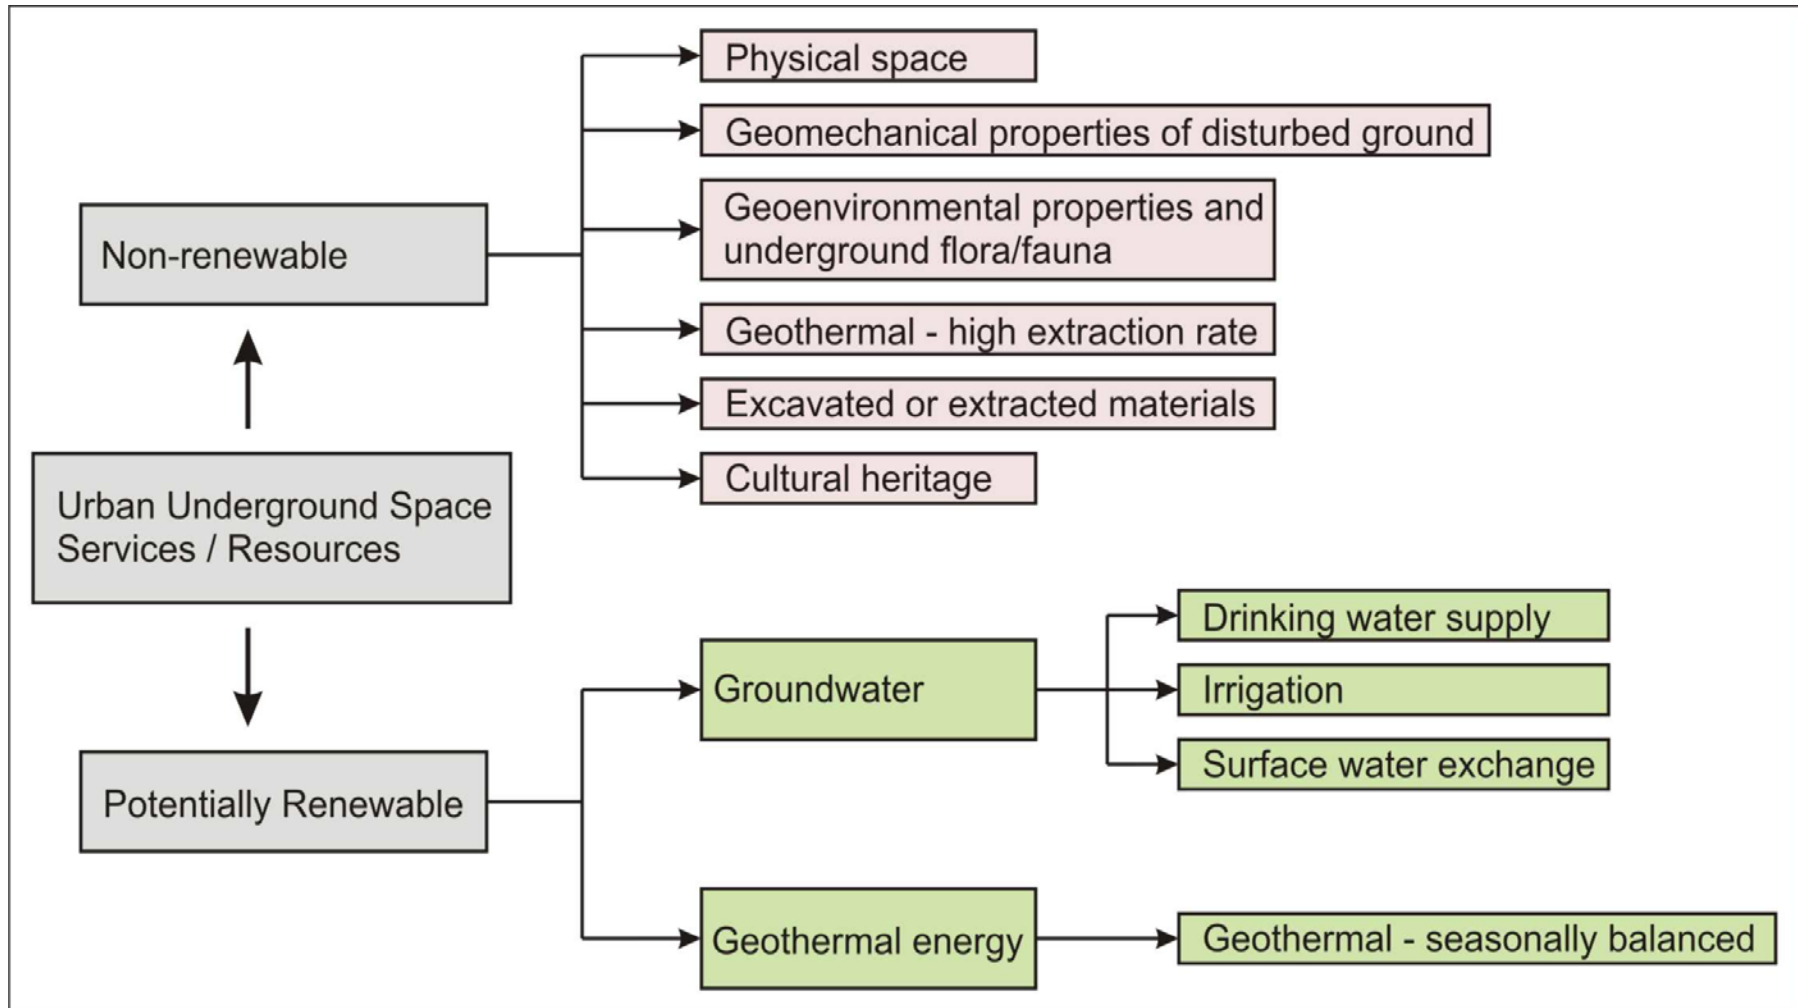 Physical space
Geomechanical properties of disturbed ground
Geoenvironmental properties and
underground flora/fauna
Non-renewable
Geothermal - high extraction rate
Excavated or extracted materials
Cultural heritage
Urban Underground Space
Services / Resources
Drinking water supply
Groundwater
Irrigation
Surface water exchange
Potentially Renewable
Geothermal energy
Geothermal - seasonally balanced